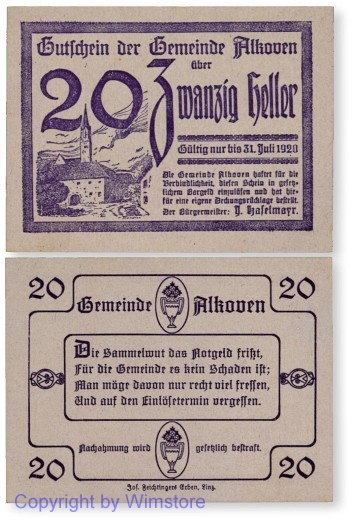 Gutschein der Gemeinde Alkoven
über
20 Zwanzig Heller
Gültig nur bis 31. Juli 1920
Die Gemeinde Alkoven haftet für die
Verbindlichkeit, diesen Schein in gesetz-
lichem Bargeld einzulösen und hat hie-
für eine eigene Deckungsrücklage bestellt.
Der Bürgermeister: D. Haselmayr.
20 20
Gemeinde Alkoven
Die Sammelwut das Notgeld frißt,
Für die Gemeinde es kein Schaden ist;
Man möge davon nur recht viel fressen,
Und auf den Einlösetermin vergessen.
Nachahmung wird gesetzlich bestraft.
20 20
Jos. Feichtingers Erben, Linz.
Copyright by Wimstore